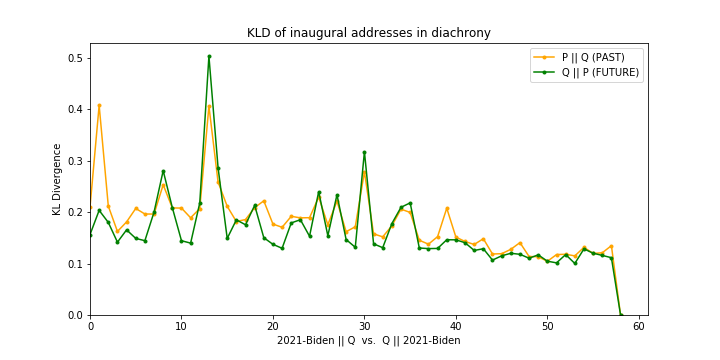 KLD of inaugural addresses in diachrony
P || Q (PAST)
Q || P (FUTURE)
KL Divergence
0.5
0.4
0.3
0.2
0.1
0.0
0 10 20 30 40 50 60
2021-Biden || Q vs. Q || 2021-Biden